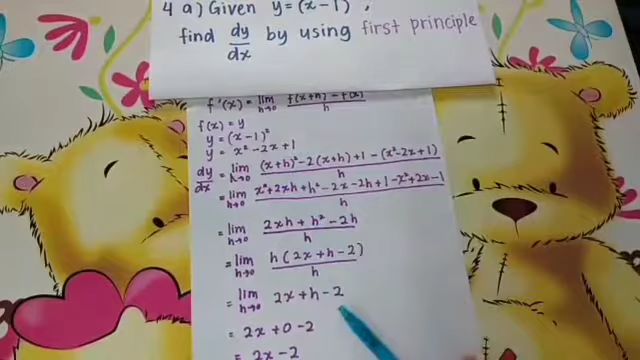 4 a) Given y = (x - 1) ,
find dy/dx by using first principle
f'(x) = lim h→0 f(x+h) - f(x) / h
f(x) = y
y = (x-1)²
y = x² - 2x + 1
dy/dx = lim h→0 (x+h)² - 2(x+h) + 1 - (x² - 2x + 1) / h
= lim h→0 x² + 2xh + h² - 2x - 2h + 1 - x² + 2x - 1 / h
= lim h→0 2xh + h² - 2h / h
= lim h→0 h(2x + h - 2) / h
= lim h→0 2x + h - 2
= 2x + 0 - 2
= 2x - 2